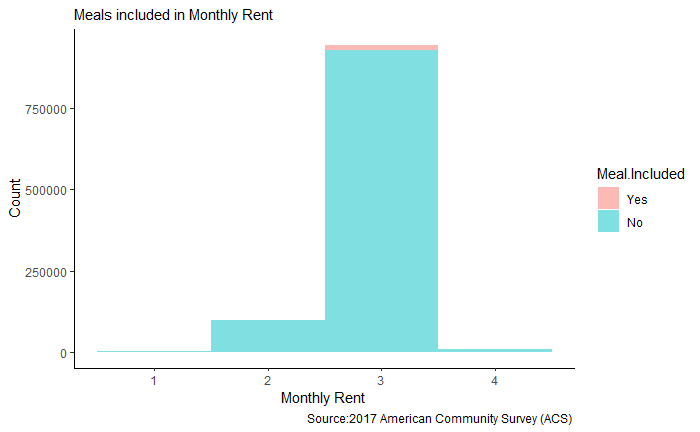 Meals included in Monthly Rent
Count
750000
500000
250000
0
1 2 3 4
Monthly Rent
Source:2017 American Community Survey (ACS)
Meal.Included
Yes
No